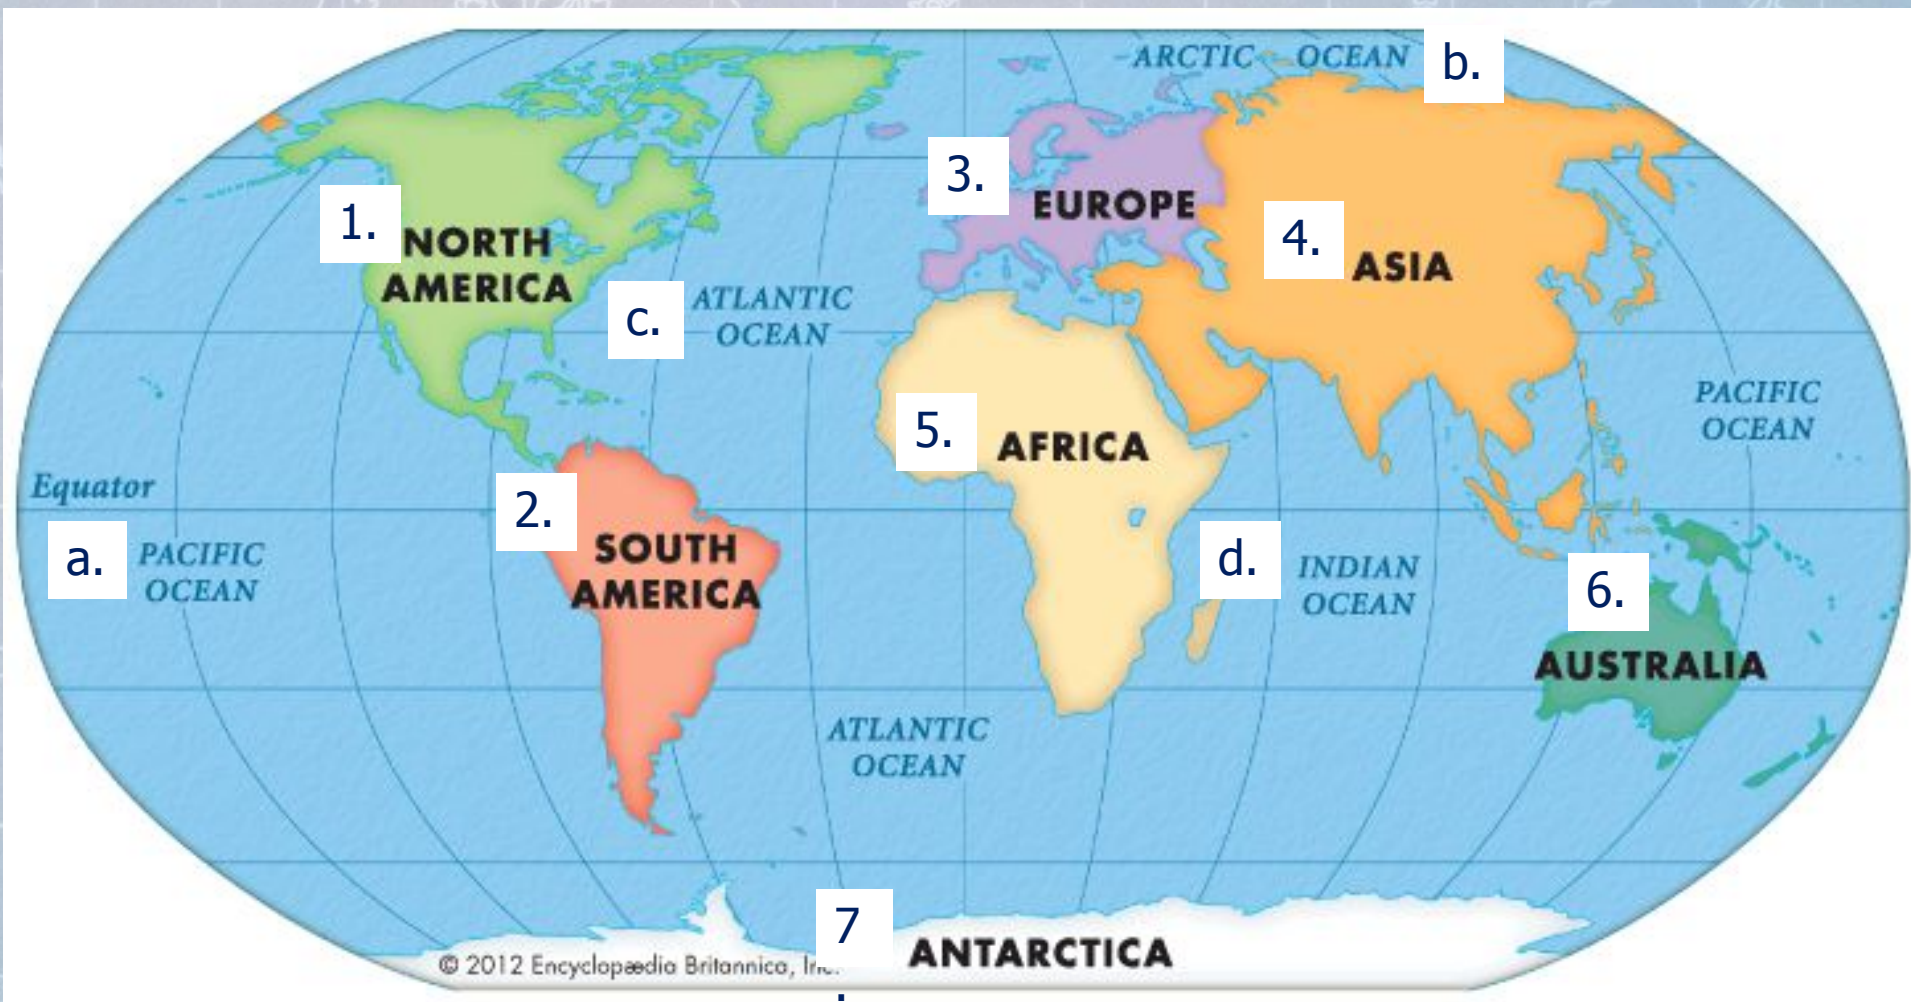 ARCTIC OCEAN
b.
3.
EUROPE
1.
NORTH
AMERICA
4.
ASIA
c.
ATLANTIC
OCEAN
PACIFIC
OCEAN
5.
AFRICA
Equator
2.
a.
PACIFIC
OCEAN
SOUTH
AMERICA
d.
INDIAN
OCEAN
6.
AUSTRALIA
ATLANTIC
OCEAN
7
.
ANTARCTICA
© 2012 Encyclopædia Britannica, Inc.